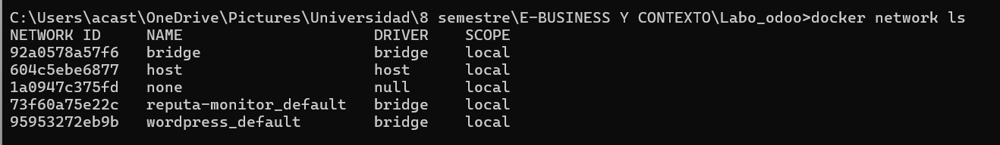 C:\Users\acast\OneDrive\Pictures\Universidad\8 semestre\E-BUSINESS Y CONTEXTO\Labo_odoo>docker network ls
NETWORK ID     NAME                     DRIVER    SCOPE
92a0578a57f6   bridge                   bridge    local
604c5ebe6877   host                     host      local
1a0947c375fd   none                     null      local
73f60a75e22c   reputa-monitor_default   bridge    local
95953272eb9b   wordpress_default        bridge    local